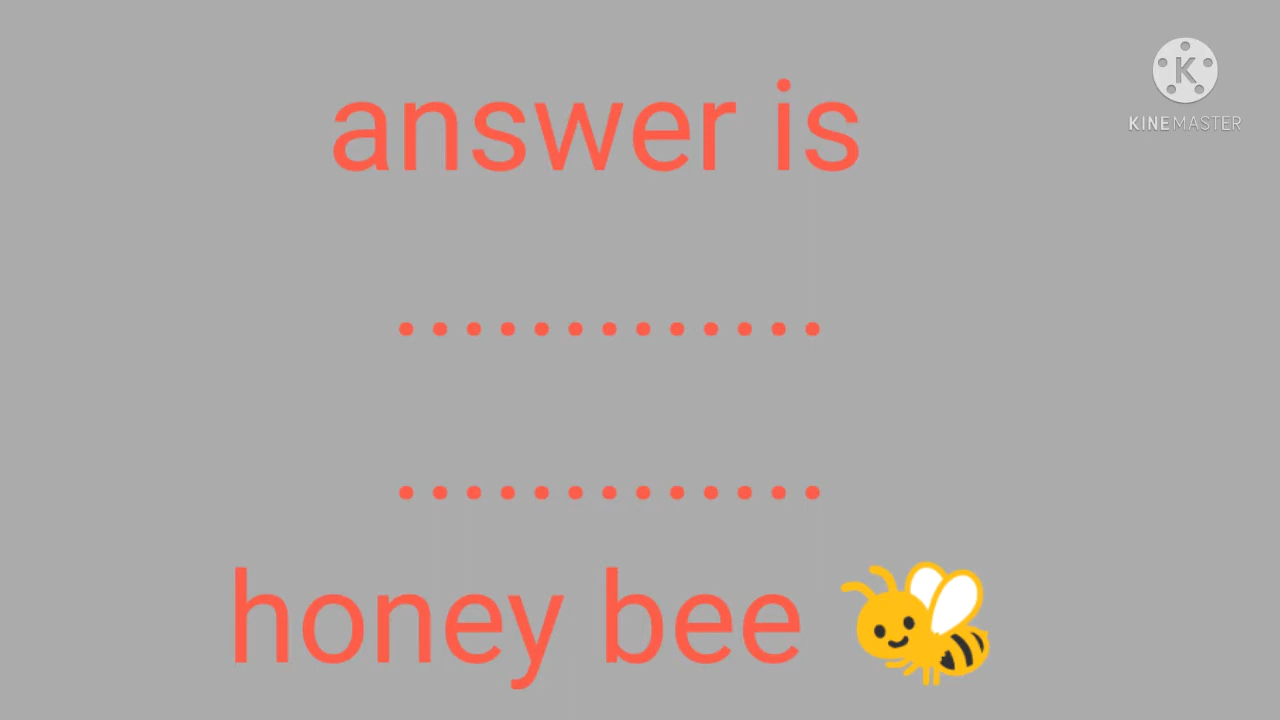 answer is
.............
.............
honey bee 🐝
KINEMASTER